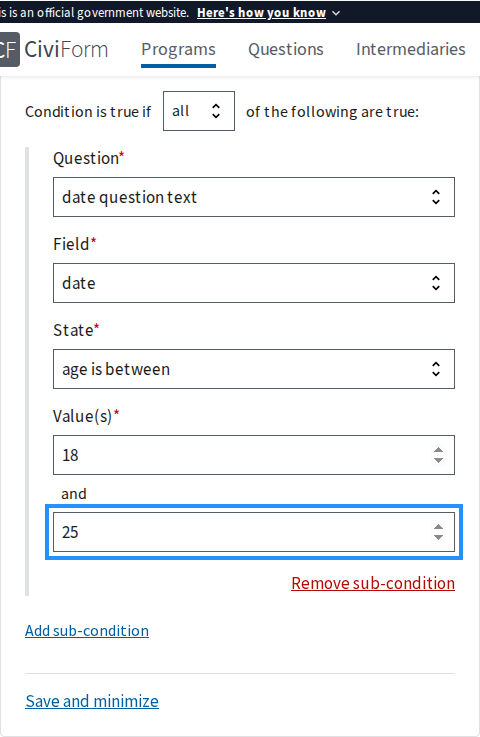 is is an official government website. Here's how you know
CF CiviForm Programs Questions Intermediaries
Condition is true if all of the following are true:
Question*
date question text
Field*
date
State*
age is between
Value(s)*
18
and
25
Remove sub-condition
Add sub-condition
Save and minimize